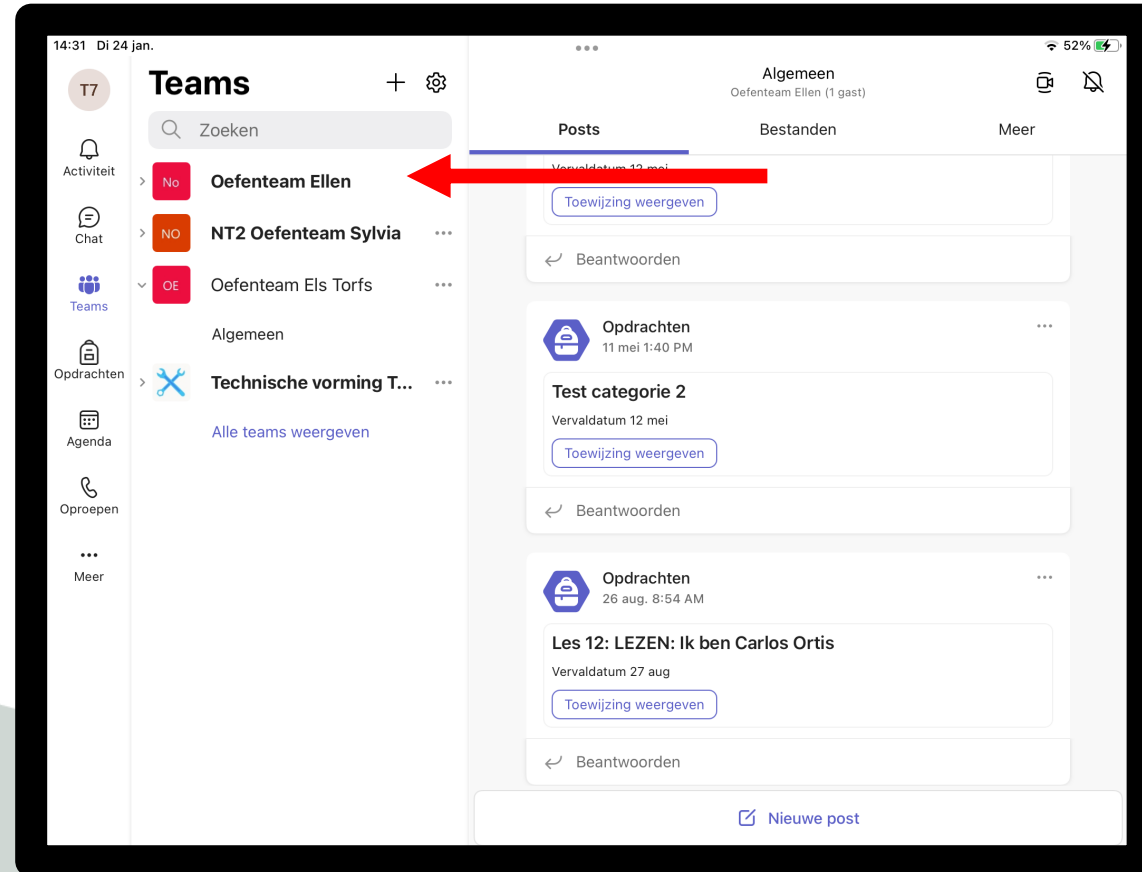 14:31 Di 24 jan.
52%
T7
Activiteit
Chat
Teams
Opdrachten
Agenda
Oproepen
Meer
Teams
Zoeken
No Oefenteam Ellen
NO NT2 Oefenteam Sylvia
OE Oefenteam Els Torfs
Algemeen
Technische vorming T...
Alle teams weergeven
Algemeen
Oefenteam Ellen (1 gast)
Posts Bestanden Meer
Vervaldatum 12 mei
Toewijzing weergeven
Beantwoorden
Opdrachten
11 mei 1:40 PM
Test categorie 2
Vervaldatum 12 mei
Toewijzing weergeven
Beantwoorden
Opdrachten
26 aug. 8:54 AM
Les 12: LEZEN: Ik ben Carlos Ortis
Vervaldatum 27 aug
Toewijzing weergeven
Beantwoorden
Nieuwe post